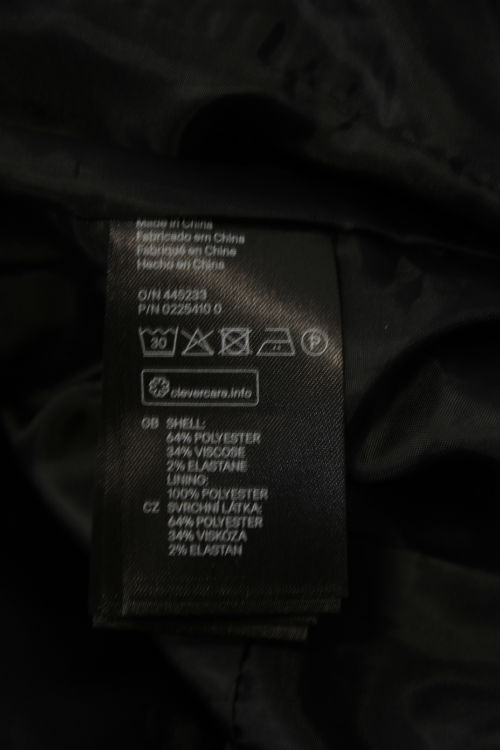 Made in China
Fabricado em China
Fabriqué en China
Hecho en China
O/N 445233
P/N 0225410 0
30
P
clevercare.info
GB SHELL:
64% POLYESTER
34% VISCOSE
2% ELASTANE
LINING:
100% POLYESTER
CZ SVRCHNÍ LÁTKA:
64% POLYESTER
34% VISKÓZA
2% ELASTAN